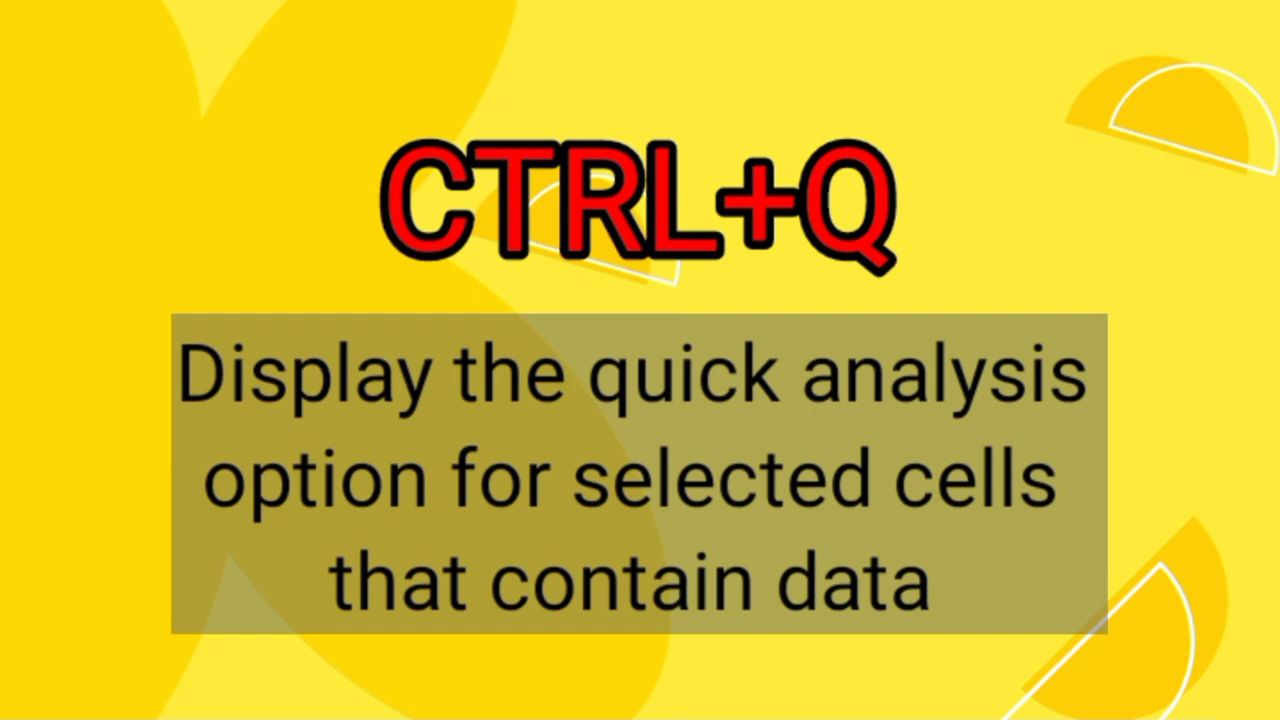 CTRL+Q
Display the quick analysis
option for selected cells
that contain data